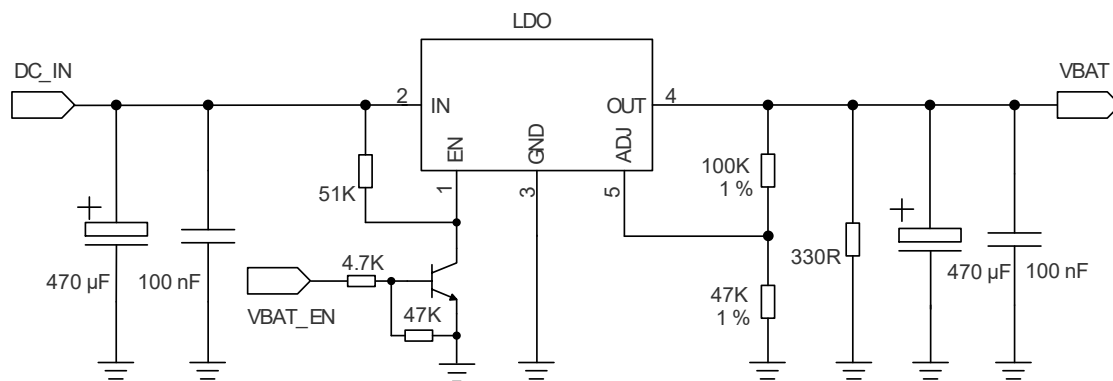 LDO
DC_IN
VBAT
2
IN
OUT
4
EN
GND
ADJ
1
3
5
51K
100K
1 %
4.7K
VBAT_EN
47K
47K
1 %
330R
470 µF
100 nF
470 µF
100 nF